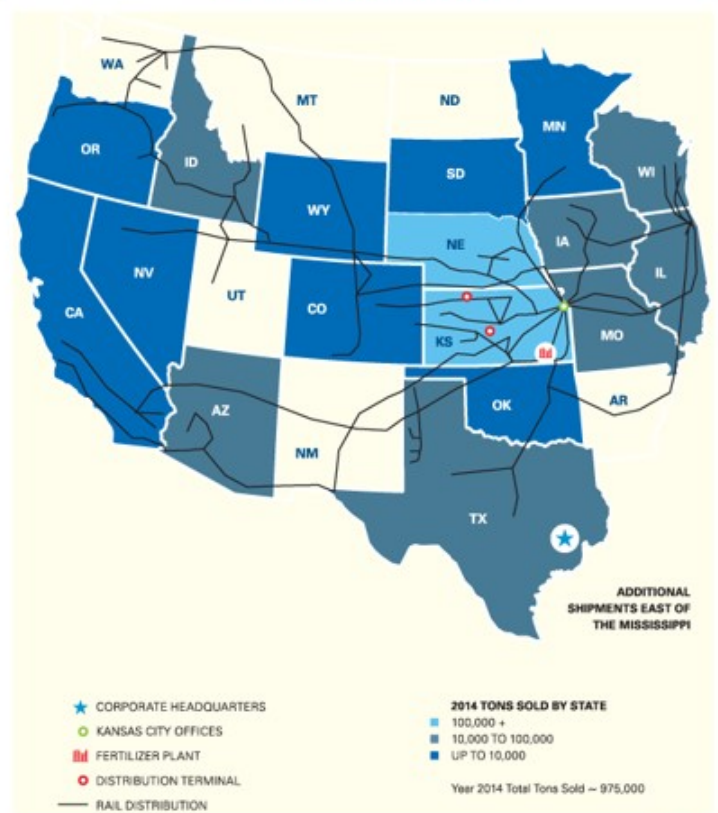 WA
MT
ND
MN
OR
ID
SD
WI
WY
NE
IA
NV
UT
CO
IL
CA
KS
MO
AZ
OK
AR
NM
TX
ADDITIONAL
SHIPMENTS EAST OF
THE MISSISSIPPI
CORPORATE HEADQUARTERS
KANSAS CITY OFFICES
FERTILIZER PLANT
DISTRIBUTION TERMINAL
RAIL DISTRIBUTION
2014 TONS SOLD BY STATE
100,000 +
10,000 TO 100,000
UP TO 10,000
Year 2014 Total Tons Sold ~ 975,000